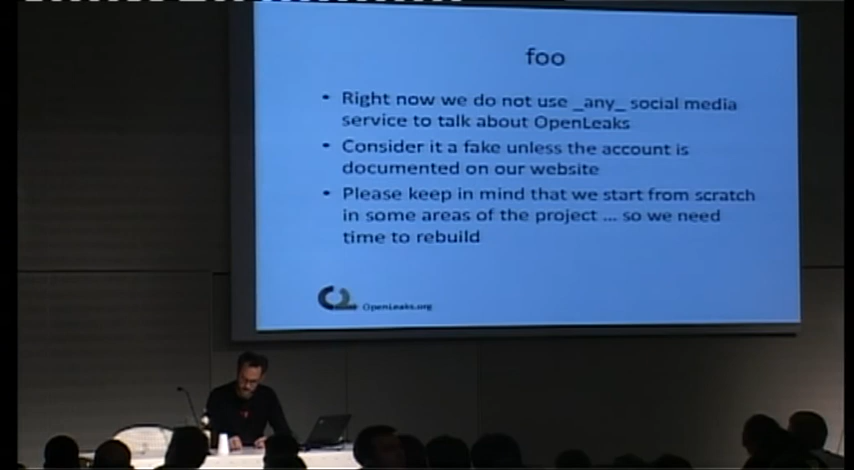 foo
• Right now we do not use _any_ social media
service to talk about OpenLeaks
• Consider it a fake unless the account is
documented on our website
• Please keep in mind that we start from scratch
in some areas of the project ... so we need
time to rebuild
OpenLeaks.org